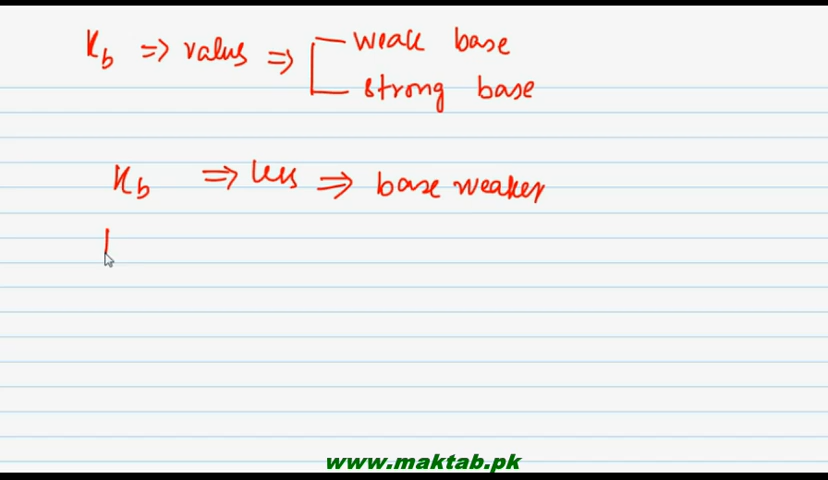 Kb => value => weak base
strong base
Kb => less => base weaker
www.maktab.pk